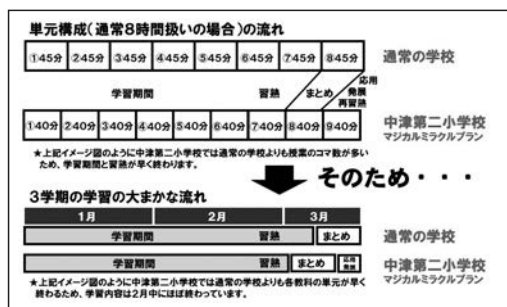 単元構成(通常8時間扱いの場合)の流れ
①45分 ②45分 ③45分 ④45分 ⑤45分 ⑥45分 ⑦45分 ⑧45分 通常の学校
学習期間 習熟 まとめ 応用
発展
再習熟
①40分 ②40分 ③40分 ④40分 ⑤40分 ⑥40分 ⑦40分 ⑧40分 ⑨40分 中津第二小学校
マジカルミラクルプラン
★上記イメージ図のように中津第二小学校では通常の学校よりも授業のコマ数が多い
ため、学習期間と習熟が早く終わります。
そのため・・・
3学期の学習の大まかな流れ
1月 2月 3月
学習期間 習熟 まとめ 通常の学校
学習期間 習熟 まとめ 応用
発展 中津第二小学校
マジカルミラクルプラン
★上記イメージ図のように中津第二小学校では通常の学校よりも各教科の単元が早く
終わるため、学習内容は2月中にほぼ終わっています。